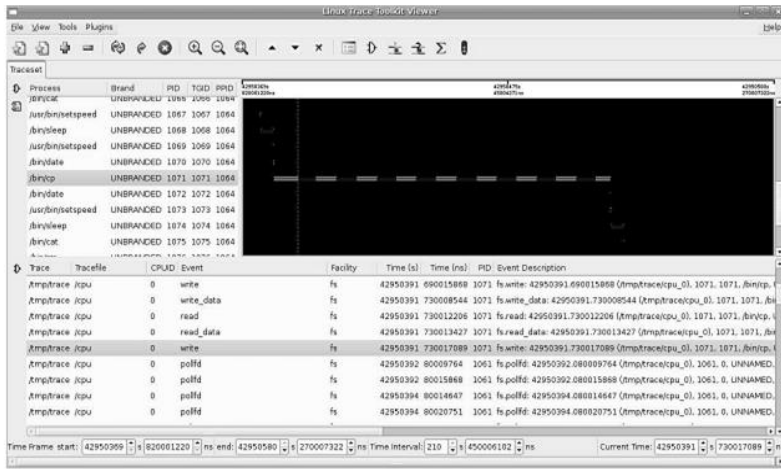 Linux Trace Toolkit Viewer
File View Tools Plugins Help
Traceset
Process Brand PID TGID PPID
/bin/cat UNBRANDED 1066 1066 1064
/usr/bin/setspeed UNBRANDED 1067 1067 1064
/bin/sleep UNBRANDED 1068 1068 1064
/usr/bin/setspeed UNBRANDED 1069 1069 1064
/bin/date UNBRANDED 1070 1070 1064
/bin/cp UNBRANDED 1071 1071 1064
/bin/date UNBRANDED 1072 1072 1064
/usr/bin/setspeed UNBRANDED 1073 1073 1064
/bin/sleep UNBRANDED 1074 1074 1064
/bin/cat UNBRANDED 1075 1075 1064
Trace Tracefile CPUID Event Facility Time (s) Time (ns) PID Event Description
/tmp/trace /cpu 0 write fs 42950391 690015868 1071 fs.write: 42950391.690015868 (/tmp/trace/cpu_0), 1071, 1071, /bin/cp,
/tmp/trace /cpu 0 write_data fs 42950391 730008544 1071 fs.write_data: 42950391.730008544 (/tmp/trace/cpu_0), 1071, 1071,
/tmp/trace /cpu 0 read fs 42950391 730012206 1071 fs.read: 42950391.730012206 (/tmp/trace/cpu_0), 1071, 1071, /bin/cp,
/tmp/trace /cpu 0 read_data fs 42950391 730013427 1071 fs.read_data: 42950391.730013427 (/tmp/trace/cpu_0), 1071, 1071,
/tmp/trace /cpu 0 write fs 42950391 730017089 1071 fs.write: 42950391.730017089 (/tmp/trace/cpu_0), 1071, 1071, /bin/cp,
/tmp/trace /cpu 0 pollfd fs 42950392 80009764 1061 fs.pollfd: 42950392.080009764 (/tmp/trace/cpu_0), 1061, 0, UNNAMED,
/tmp/trace /cpu 0 pollfd fs 42950392 80015868 1061 fs.pollfd: 42950392.080015868 (/tmp/trace/cpu_0), 1061, 0, UNNAMED,
/tmp/trace /cpu 0 pollfd fs 42950394 80014647 1061 fs.pollfd: 42950394.080014647 (/tmp/trace/cpu_0), 1061, 0, UNNAMED,
/tmp/trace /cpu 0 pollfd fs 42950394 80020751 1061 fs.pollfd: 42950394.080020751 (/tmp/trace/cpu_0), 1061, 0, UNNAMED,
Time Frame start: 42950369 s 820001220 ns end: 42950580 s 270007322 ns Time Interval: 210 s 450006102 ns Current Time: 42950391 s 730017089 n